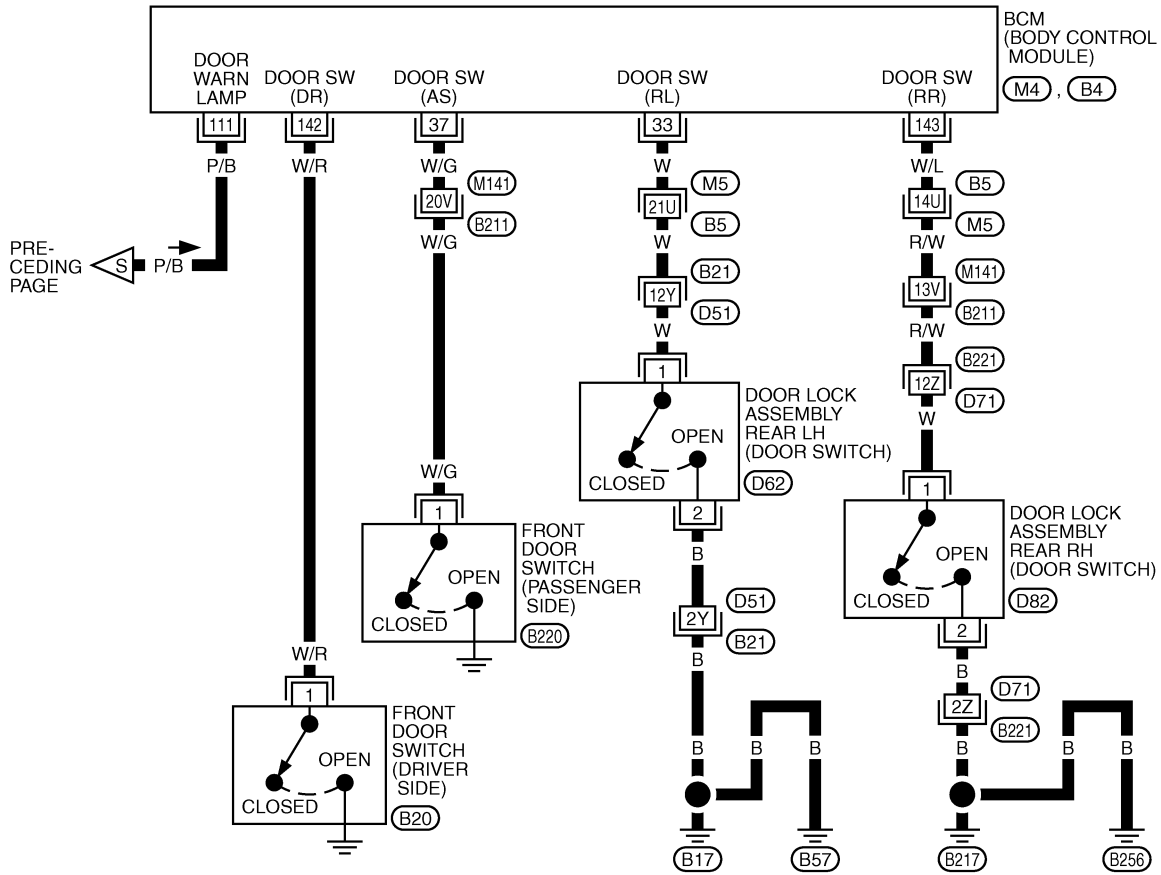 BCM
(BODY CONTROL
MODULE)
M4 , B4
DOOR
WARN
LAMP
DOOR SW
(DR)
DOOR SW
(AS)
DOOR SW
(RL)
DOOR SW
(RR)
111
142
37
33
143
P/B
W/R
W/G
W
W/L
20V
M141
B211
W/G
21U
M5
B5
W
14U
B5
M5
R/W
PRE-
CEDING
PAGE
S
P/B
12Y
B21
D51
W
13V
M141
B211
R/W
12Z
B221
D71
W
1
OPEN
CLOSED
2
DOOR LOCK
ASSEMBLY
REAR LH
(DOOR SWITCH)
D62
W/G
1
OPEN
CLOSED
FRONT
DOOR
SWITCH
(PASSENGER
SIDE)
B220
1
OPEN
CLOSED
2
DOOR LOCK
ASSEMBLY
REAR RH
(DOOR SWITCH)
D82
B
2Y
D51
B21
B
W/R
1
OPEN
CLOSED
FRONT
DOOR
SWITCH
(DRIVER
SIDE)
B20
B
2Z
D71
B221
B
B
B
B
B
B
B17
B57
B217
B256